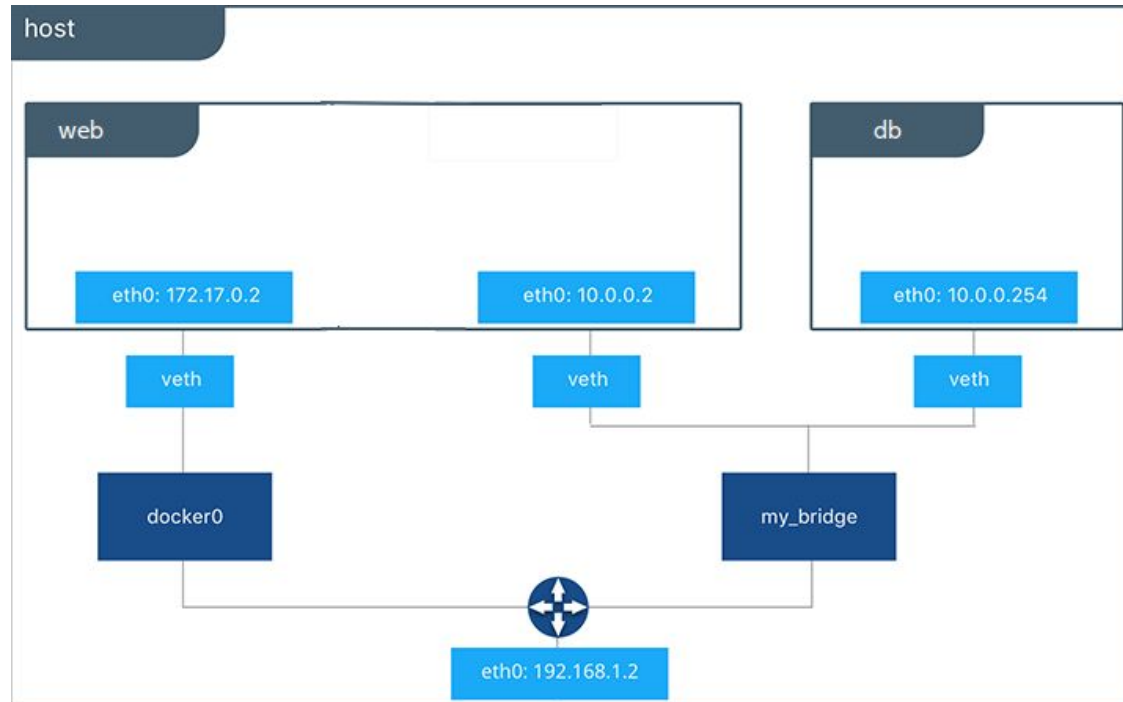 host
web
db
eth0: 172.17.0.2
eth0: 10.0.0.2
eth0: 10.0.0.254
veth
veth
veth
docker0
my_bridge
eth0: 192.168.1.2